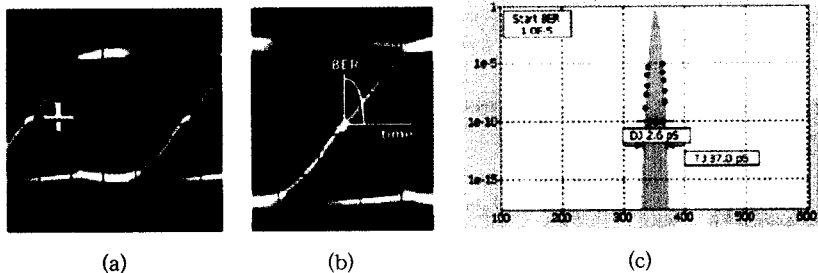 BER
time
Start BER
1.0E-5
1
1e-5
1e-10
1e-15
DJ 2.6 pS
TJ 37.0 pS
100
200
300
400
500
600
(a)
(b)
(c)